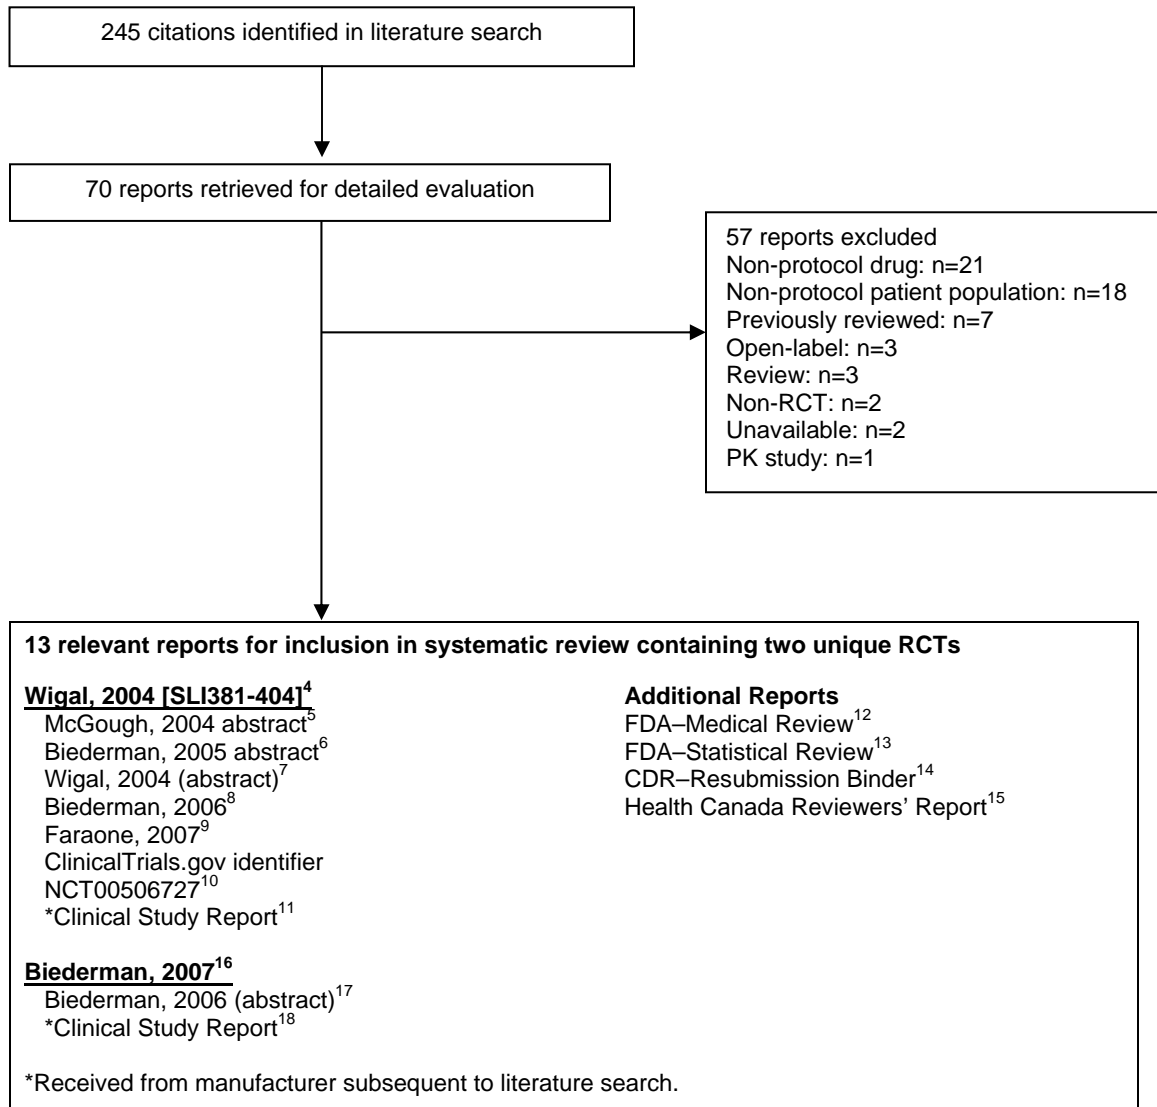 245 citations identified in literature search
70 reports retrieved for detailed evaluation
57 reports excluded
Non-protocol drug: n=21
Non-protocol patient population: n=18
Previously reviewed: n=7
Open-label: n=3
Review: n=3
Non-RCT: n=2
Unavailable: n=2
PK study: n=1
13 relevant reports for inclusion in systematic review containing two unique RCTs
Wigal, 2004 [SLI381-404]4
McGough, 2004 abstract5
Biederman, 2005 abstract6
Wigal, 2004 (abstract)7
Biederman, 20068
Faraone, 20079
ClinicalTrials.gov identifier
NCT0050672710
*Clinical Study Report11
Biederman, 200716
Biederman, 2006 (abstract)17
*Clinical Study Report18
Additional Reports
FDA–Medical Review12
FDA–Statistical Review13
CDR–Resubmission Binder14
Health Canada Reviewers' Report15
*Received from manufacturer subsequent to literature search.